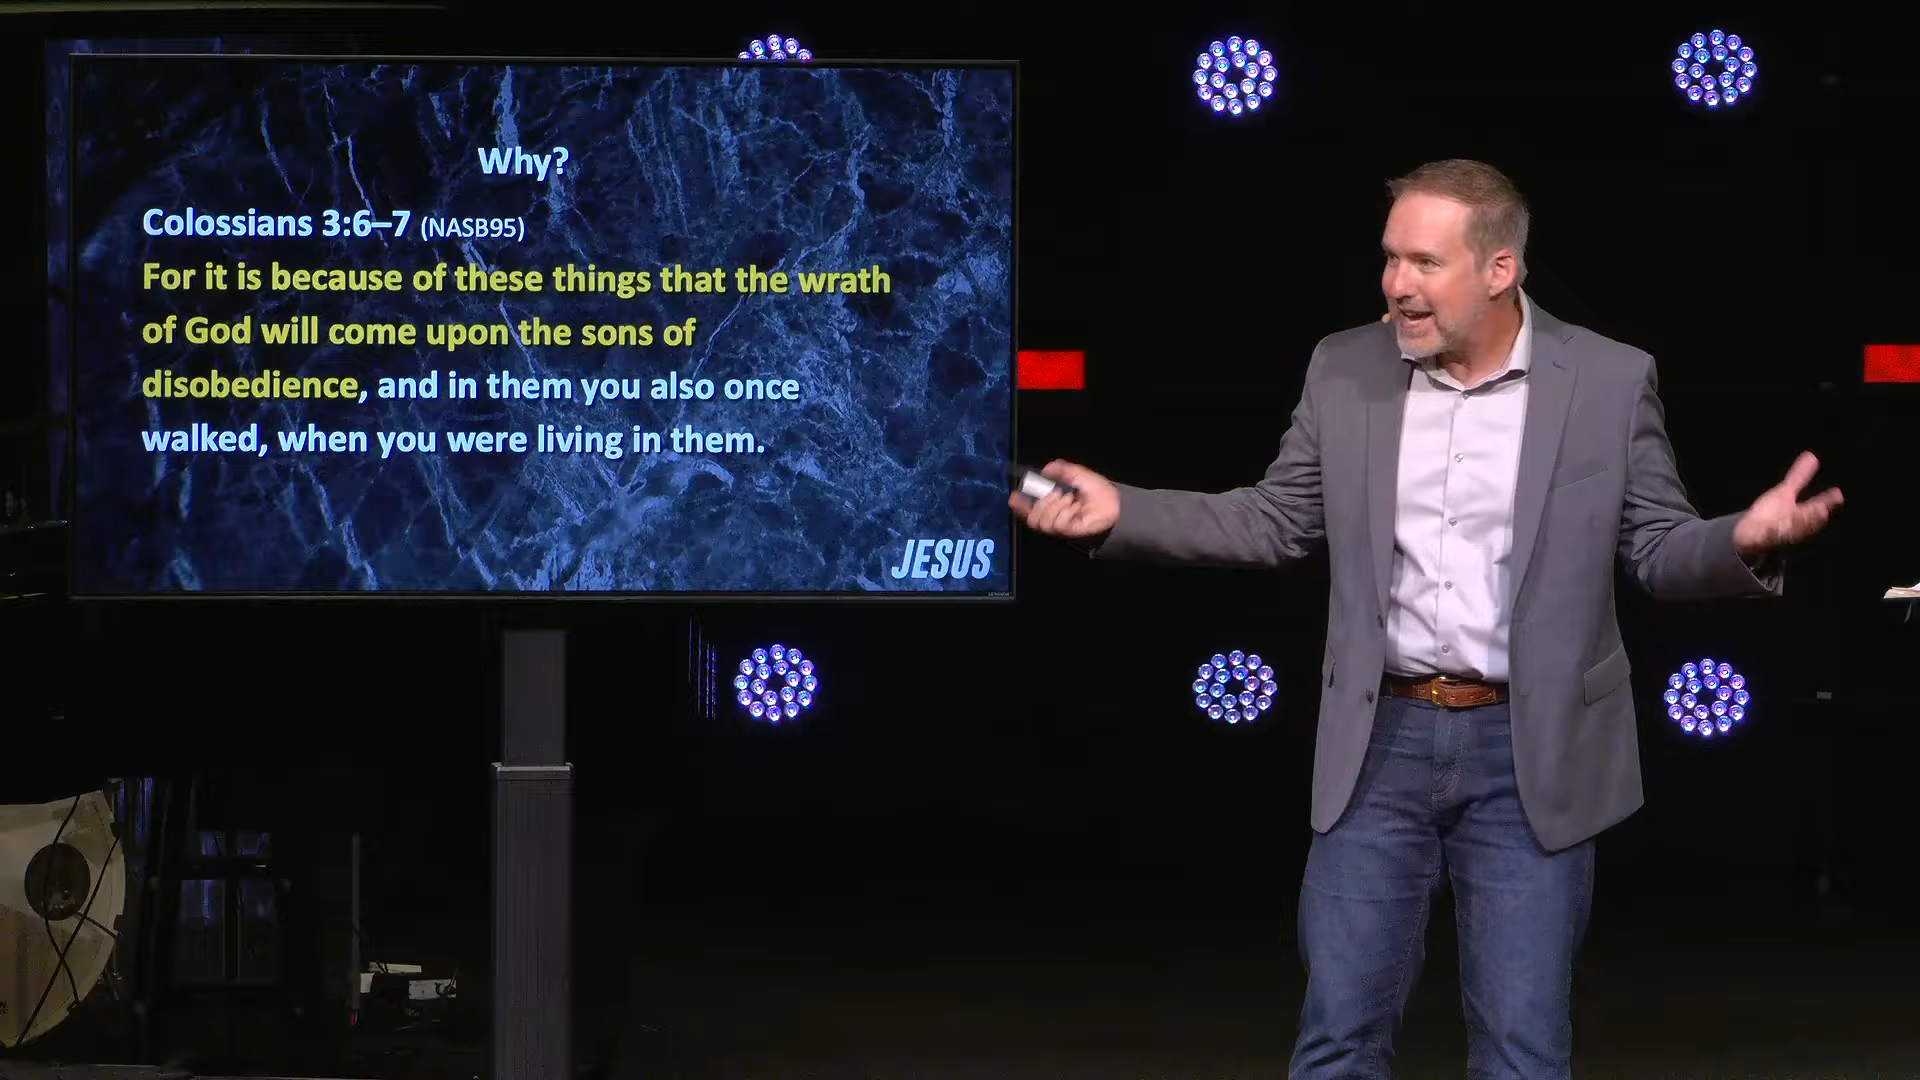 Why?
Colossians 3:6–7 (NASB95)
For it is because of these things that the wrath
of God will come upon the sons of
disobedience, and in them you also once
walked, when you were living in them.
JESUS